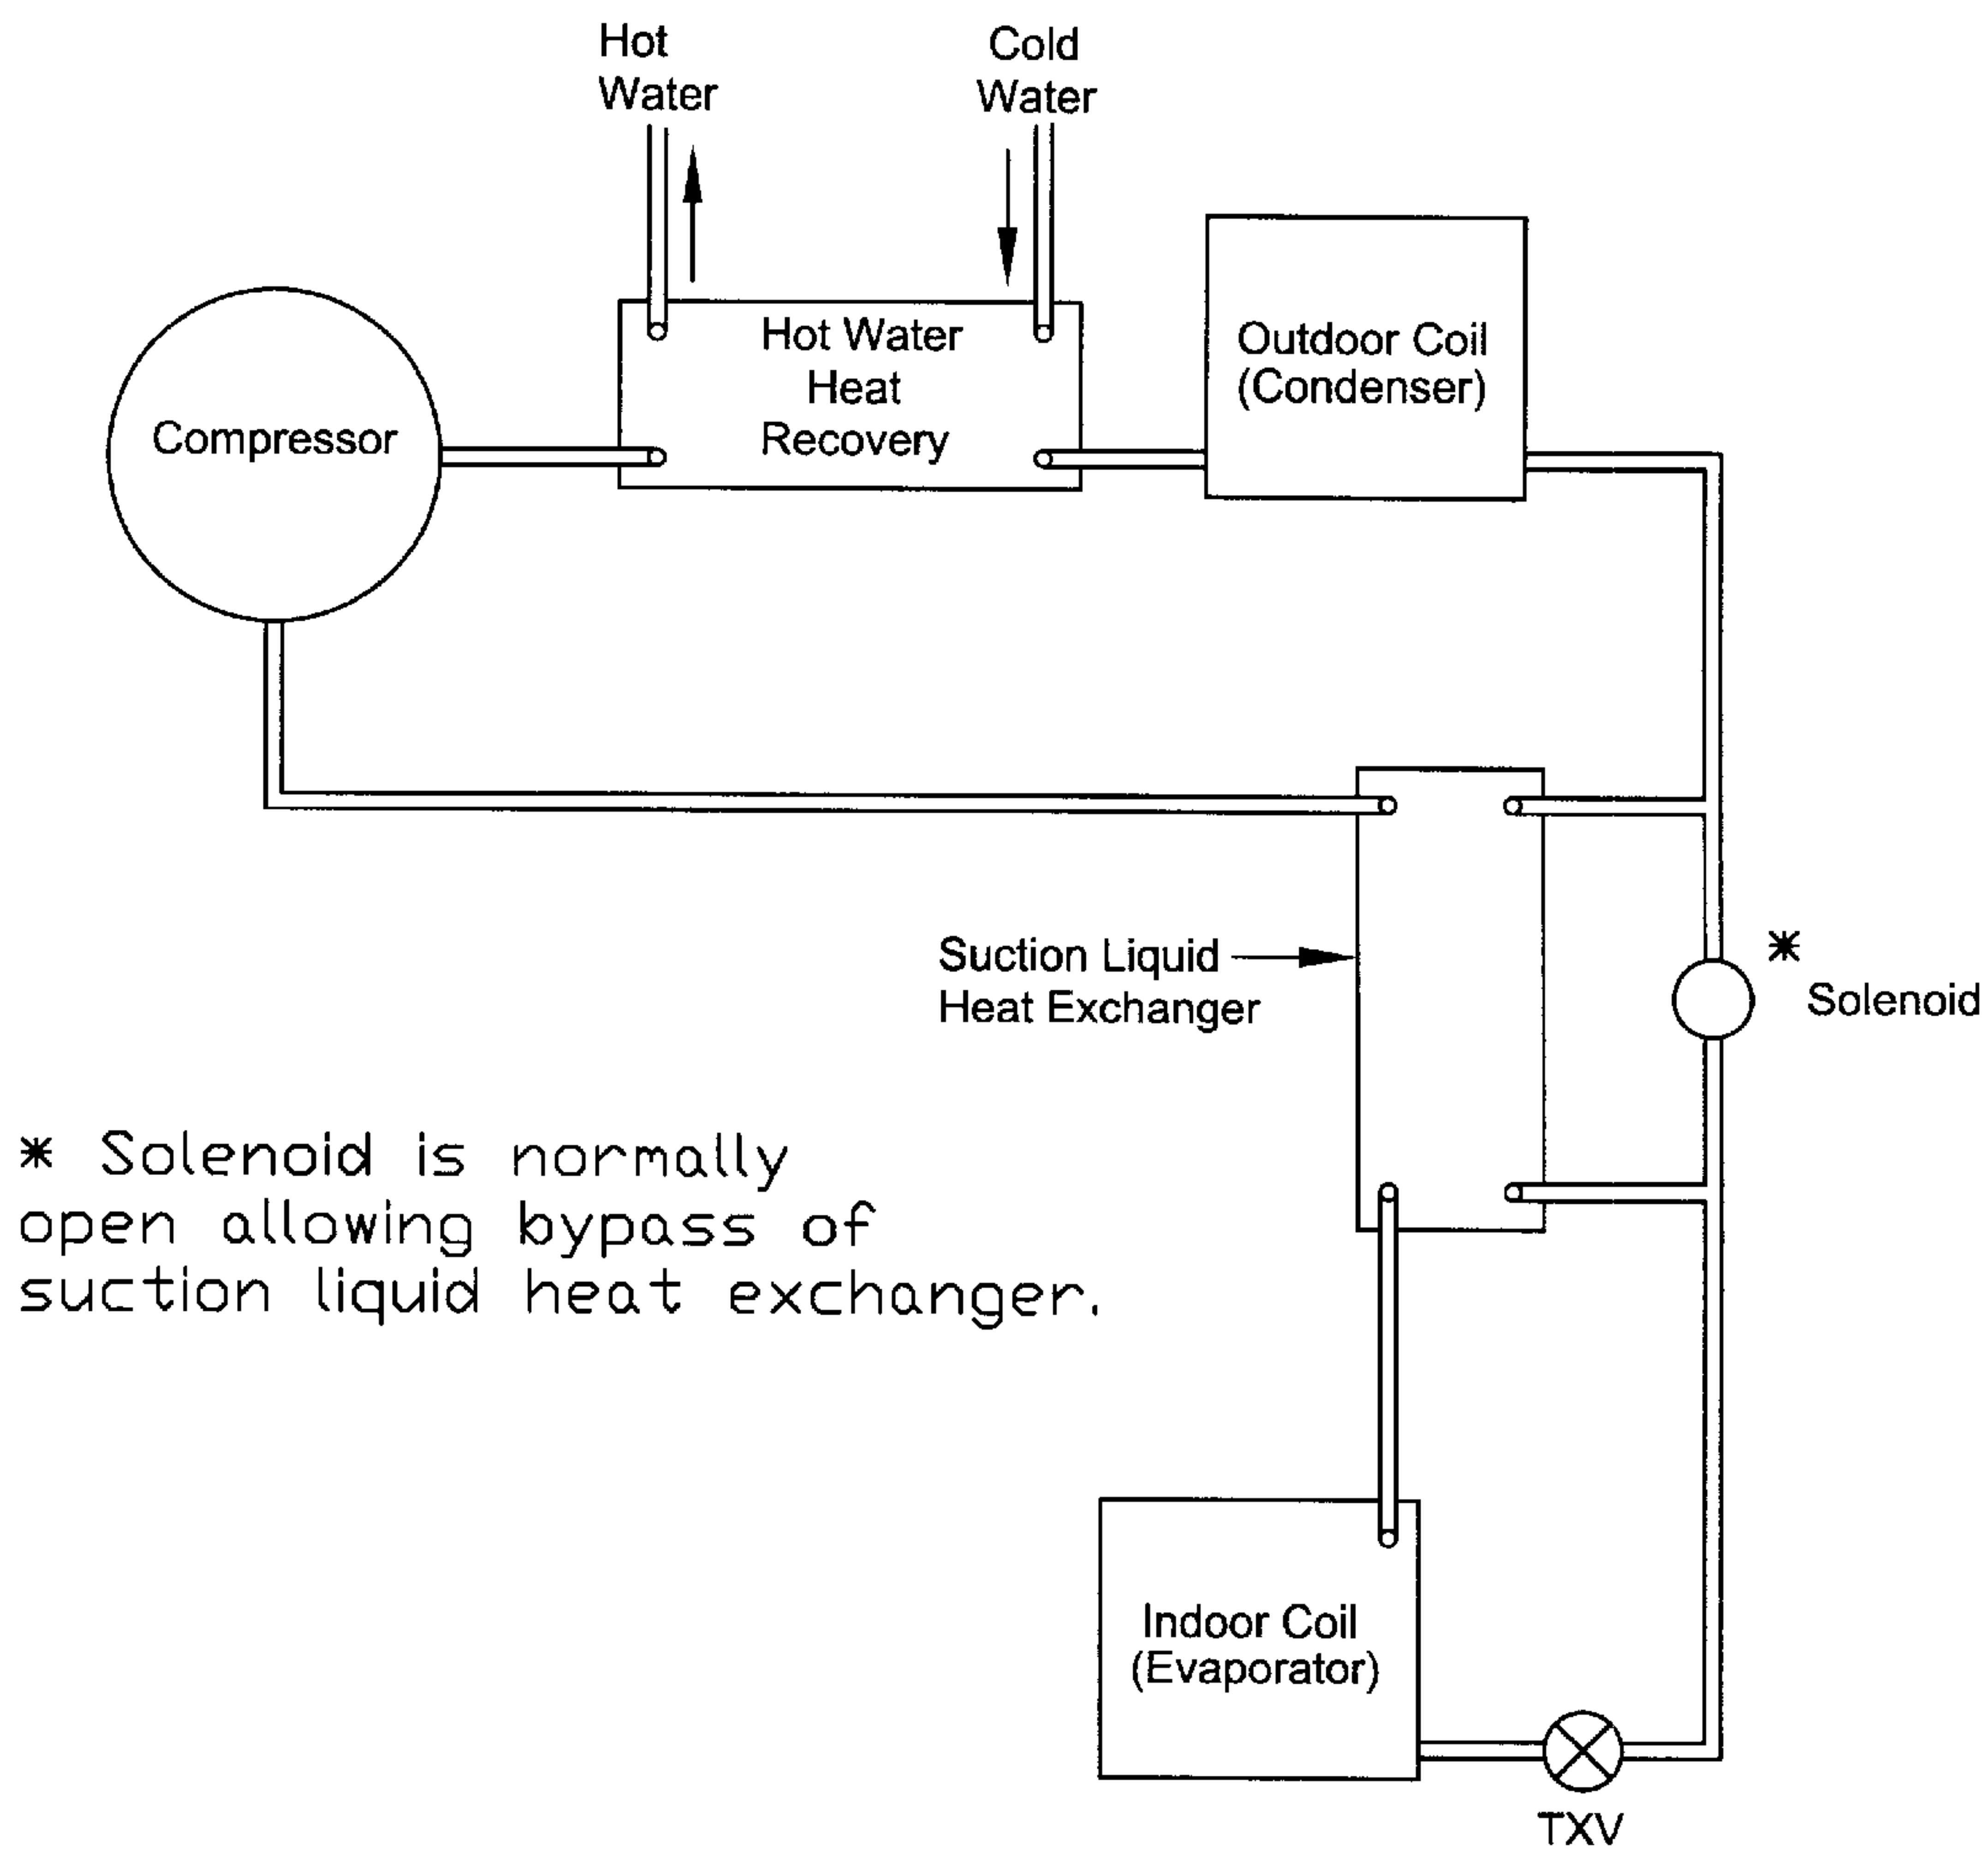 Hot
Water
Cold
Water
Hot Water
Heat
Recovery
Outdoor Coil
(Condenser)
Compressor
Suction Liquid
Heat Exchanger
*
Solenoid
* Solenoid is normally
open allowing bypass of
suction liquid heat exchanger.
Indoor Coil
(Evaporator)
TXV